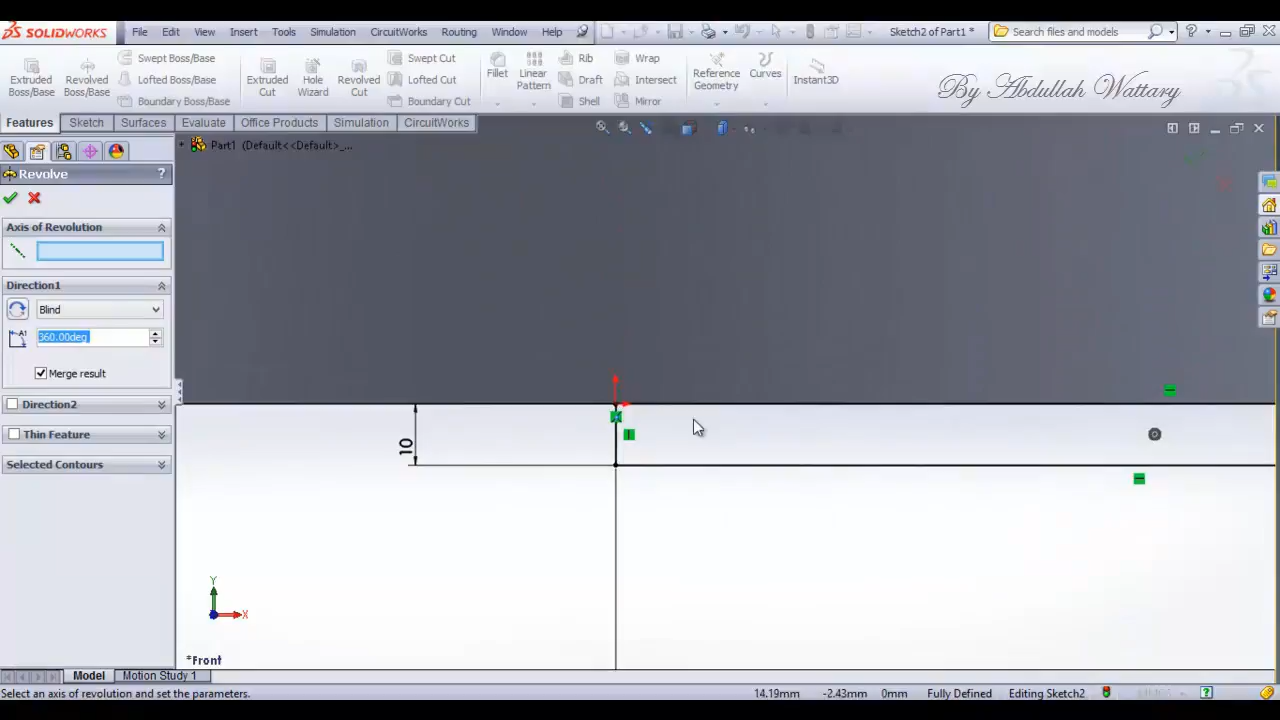 SOLIDWORKS File Edit View Insert Tools Simulation CircuitWorks Routing Window Help Sketch2 of Part1 * Search files and models
Extruded Boss/Base
Revolved Boss/Base
Swept Boss/Base
Lofted Boss/Base
Boundary Boss/Base
Extruded Cut
Hole Wizard
Revolved Cut
Swept Cut
Lofted Cut
Boundary Cut
Fillet
Linear Pattern
Rib
Draft
Shell
Wrap
Intersect
Mirror
Reference Geometry
Curves
Instant3D
By Abdullah Wattary
Features Sketch Surfaces Evaluate Office Products Simulation CircuitWorks
Part1 (Default<<Default>_...
Revolve ?
Axis of Revolution
Direction1
Blind
A1
360.00deg
Merge result
Direction2
Thin Feature
Selected Contours
10
Y
X
*Front
Model Motion Study 1
Select an axis of revolution and set the parameters. 14.19mm -2.43mm 0mm Fully Defined Editing Sketch2 ?